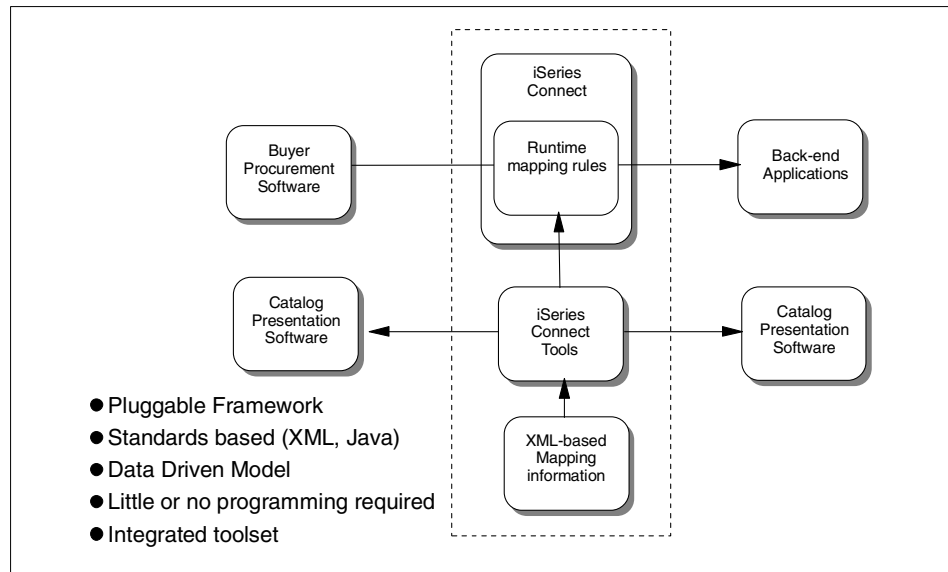 iSeries
Connect
Buyer
Procurement
Software
Runtime
mapping rules
Back-end
Applications
Catalog
Presentation
Software
iSeries
Connect
Tools
Catalog
Presentation
Software
XML-based
Mapping
information
● Pluggable Framework
● Standards based (XML, Java)
● Data Driven Model
● Little or no programming required
● Integrated toolset